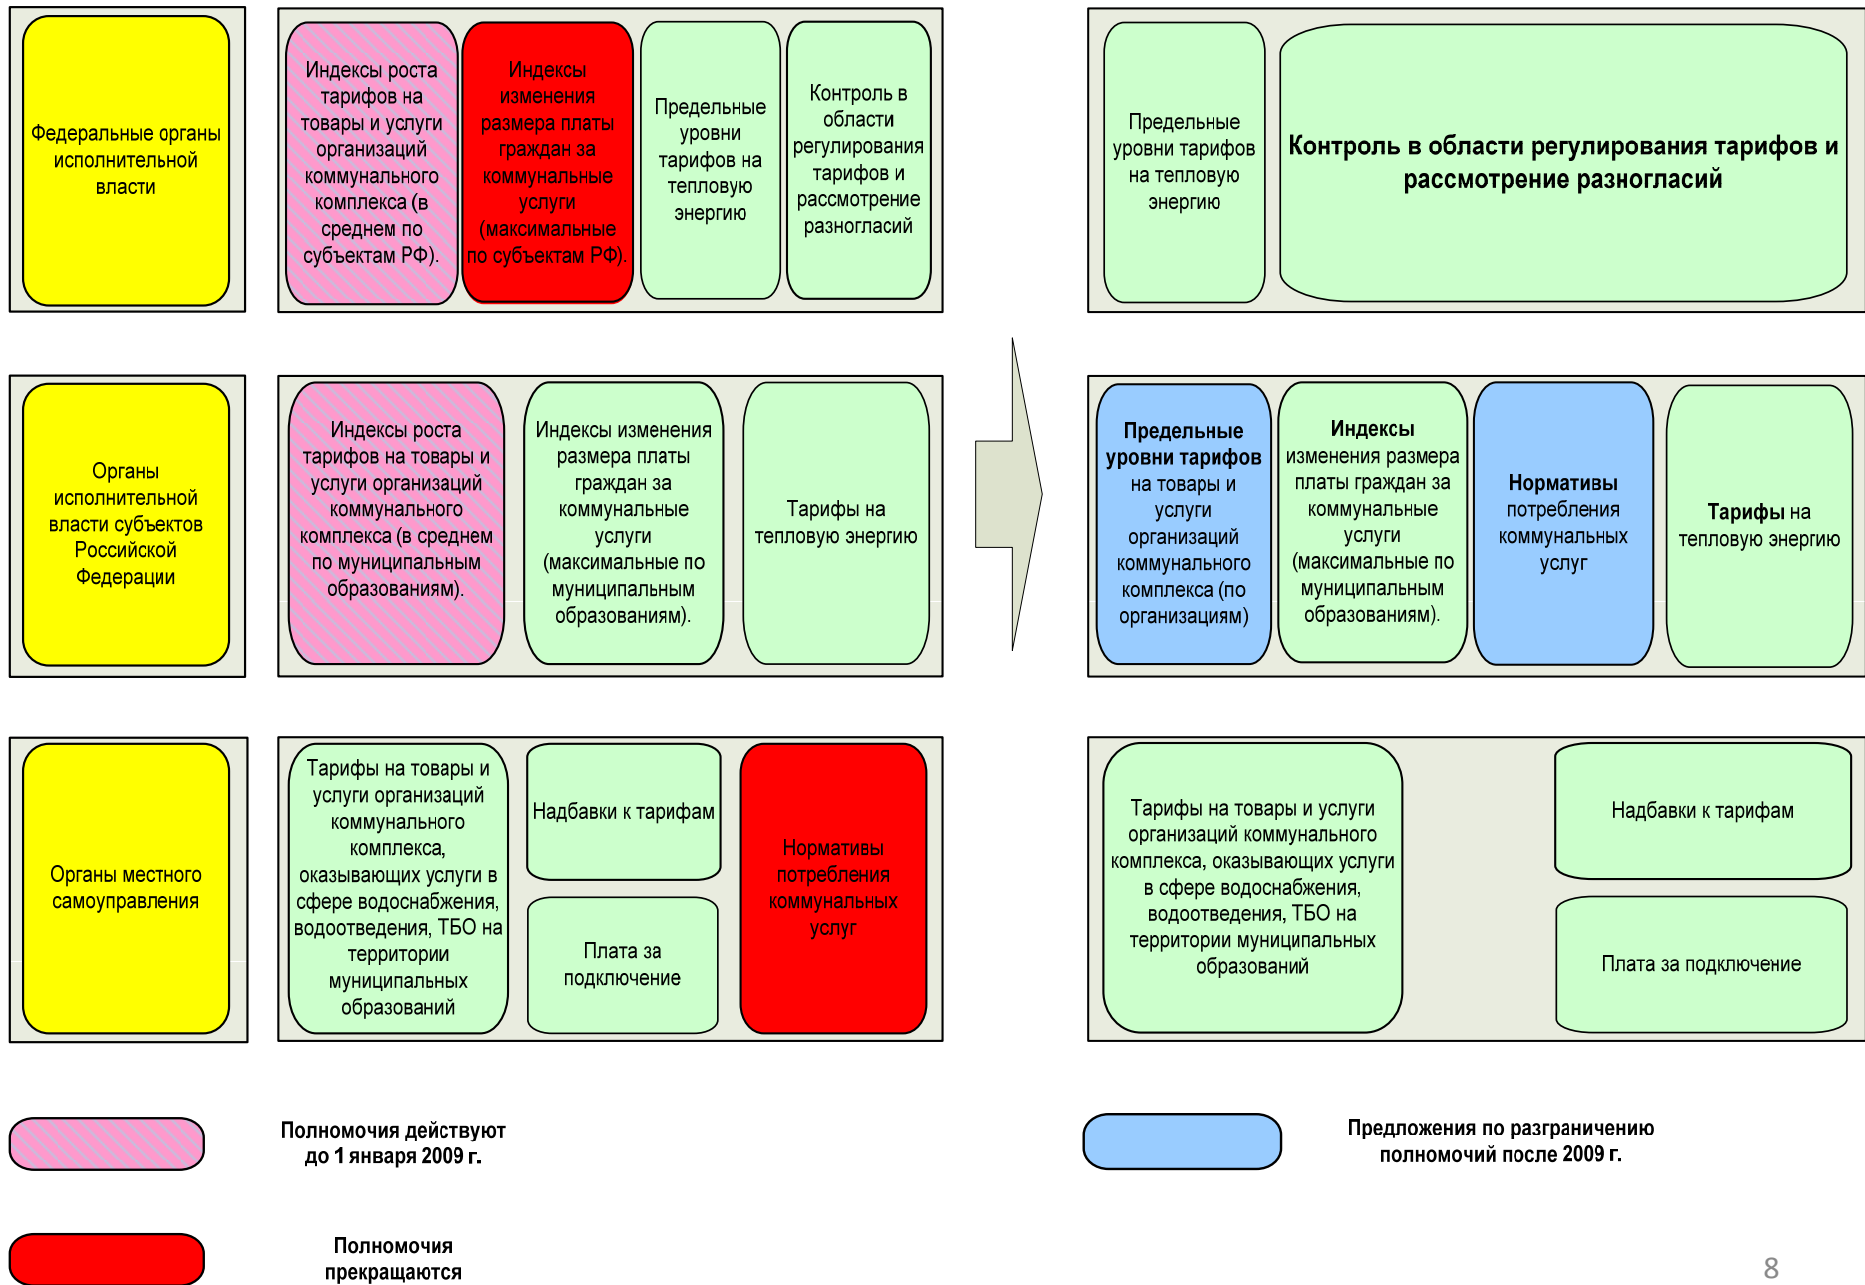 Федеральные органы
исполнительной
власти
Индексы роста
тарифов на
товары и услуги
организаций
коммунального
комплекса (в
среднем по
субъектам РФ).
Индексы
изменения
размера платы
граждан за
коммунальные
услуги
(максимальные
по субъектам РФ).
Предельные
уровни
тарифов на
тепловую
энергию
Контроль в
области
регулирования
тарифов и
рассмотрение
разногласий
Предельные
уровни тарифов
на тепловую
энергию
Контроль в области регулирования тарифов и
рассмотрение разногласий
Органы
исполнительной
власти субъектов
Российской
Федерации
Индексы роста
тарифов на товары и
услуги организаций
коммунального
комплекса (в среднем
по муниципальным
образованиям).
Индексы изменения
размера платы
граждан за
коммунальные
услуги
(максимальные по
муниципальным
образованиям).
Тарифы на
тепловую энергию
Предельные
уровни тарифов
на товары и
услуги
организаций
коммунального
комплекса (по
организациям)
Индексы
изменения размера
платы граждан за
коммунальные
услуги
(максимальные по
муниципальным
образованиям).
Нормативы
потребления
коммунальных
услуг
Тарифы на
тепловую энергию
Органы местного
самоуправления
Тарифы на товары и
услуги организаций
коммунального
комплекса,
оказывающих услуги в
сфере водоснабжения,
водоотведения, ТБО на
территории
муниципальных
образований
Надбавки к тарифам
Плата за
подключение
Нормативы
потребления
коммунальных
услуг
Тарифы на товары и услуги
организаций коммунального
комплекса, оказывающих услуги
в сфере водоснабжения,
водоотведения, ТБО на
территории муниципальных
образований
Надбавки к тарифам
Плата за подключение
Полномочия действуют
до 1 января 2009 г.
Предложения по разграничению
полномочий после 2009 г.
Полномочия
прекращаются
8